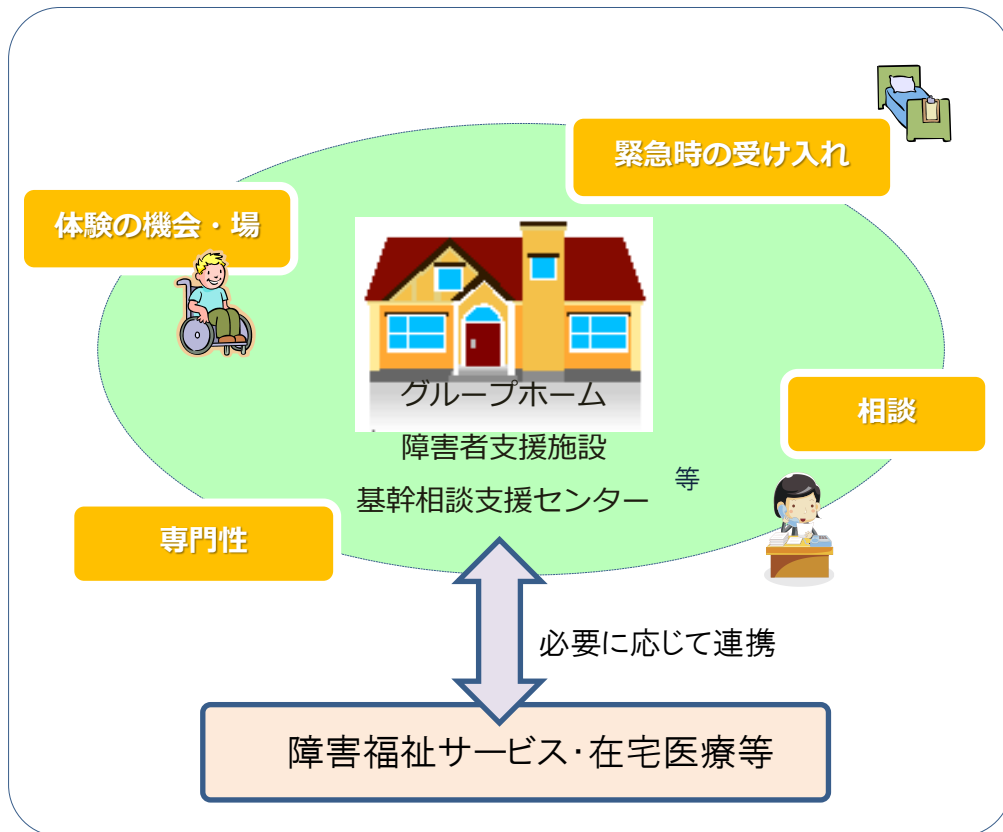 緊急時の受け入れ
体験の機会・場
グループホーム
障害者支援施設
基幹相談支援センター
等
相談
専門性
必要に応じて連携
障害福祉サービス・在宅医療等